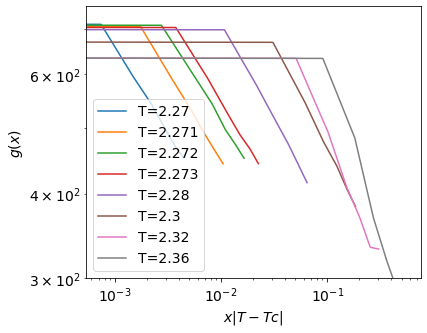 6 × 10²
4 × 10²
3 × 10²
g(x)
T=2.27
T=2.271
T=2.272
T=2.273
T=2.28
T=2.3
T=2.32
T=2.36
10⁻³ 10⁻² 10⁻¹
x|T − Tc|